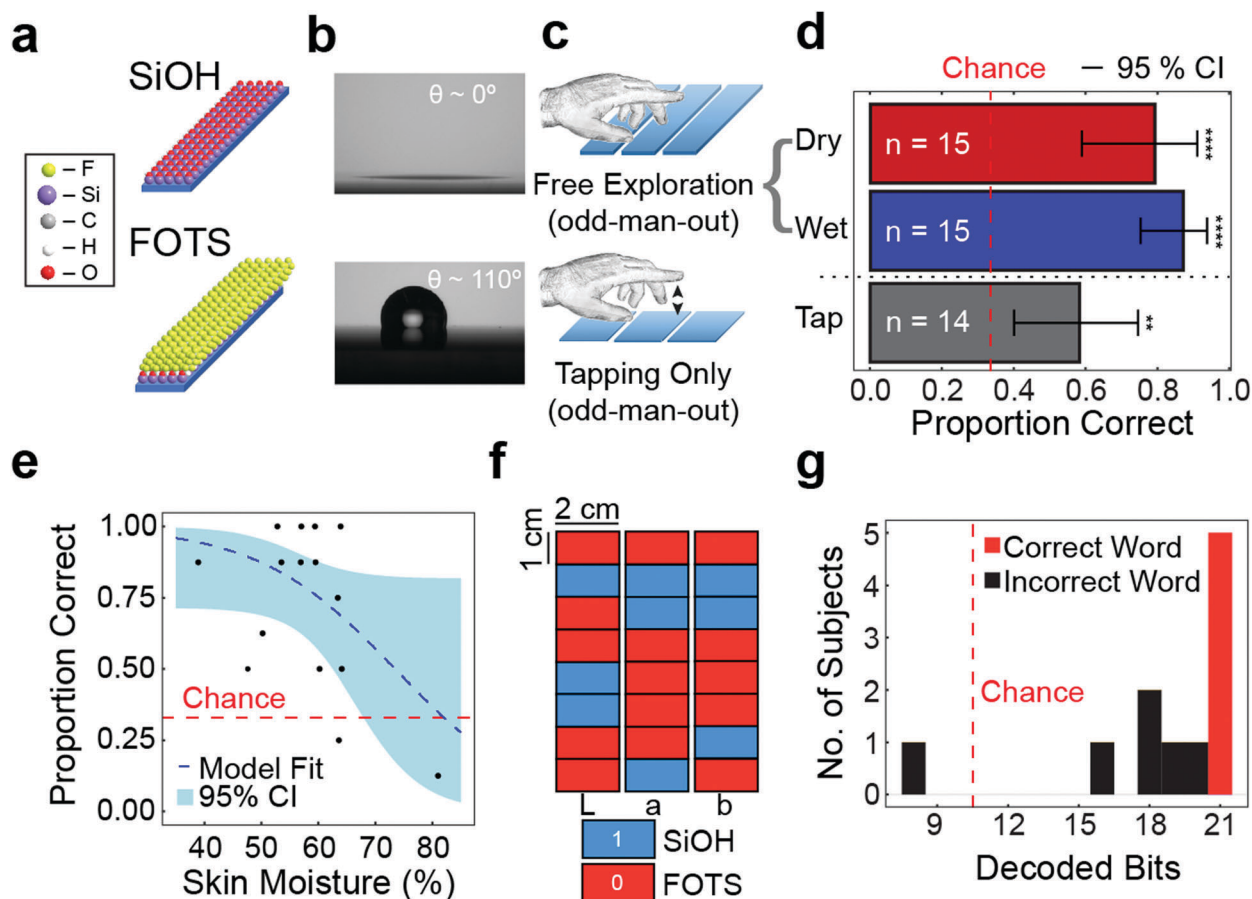 a
SiOH
– F
– Si
– C
– H
– O
FOTS
b
θ ~ 0º
θ ~ 110º
c
Free Exploration
(odd-man-out)
Tapping Only
(odd-man-out)
d
Chance
– 95 % CI
Dry
n = 15
****
Wet
n = 15
****
Tap
n = 14
**
0.0 0.2 0.4 0.6 0.8 1.0
Proportion Correct
e
Proportion Correct
1.00
0.75
0.50
0.25
0.00
Chance
Model Fit
95% CI
40 50 60 70 80
Skin Moisture (%)
f
2 cm
1 cm
L a b
1 SiOH
0 FOTS
g
No. of Subjects
5
4
3
2
1
0
Correct Word
Incorrect Word
Chance
9 12 15 18 21
Decoded Bits